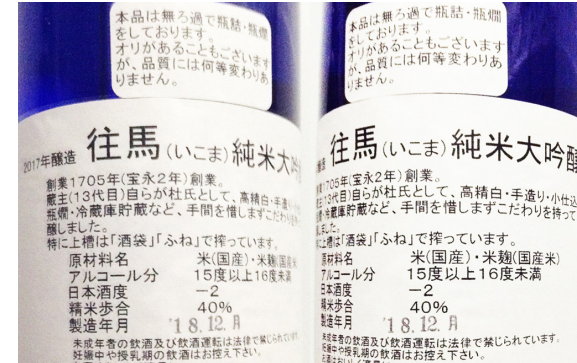 本品は無ろ過で瓶詰・瓶燗
をしております。
オリがあることもございます
が、品質には何等変わりあ
りません。
2017年醸造 往馬(いこま)純米大吟
創業1705年(宝永2年)創業。
蔵主(13代目)自らが杜氏として、高精白・手造り・
瓶燗・冷蔵庫貯蔵など、手間を惜しまずこだわり
醸しました。
特に上槽は「酒袋」「ふね」で搾っています。
原材料名 米(国産)・米麹(国産米
アルコール分 15度以上16度未満
日本酒度 −2
精米歩合 40%
製造年月 '18.12.月
未成年者の飲酒及び飲酒運転は法律で禁じられています
妊娠中や授乳期の飲酒はお控え下さい。
本品は無ろ過で瓶詰・瓶燗
をしております。
オリがあることもございます
が、品質には何等変わりあ
りません。
醸造 往馬(いこま)純米大吟醸
創業1705年(宝永2年)創業。
蔵主(13代目)自らが杜氏として、高精白・手造り・小仕込
瓶燗・冷蔵庫貯蔵など、手間を惜しまずこだわりを持って
醸しました。
特に上槽は「酒袋」「ふね」で搾っています。
原材料名 米(国産)・米麹(国産米
アルコール分 15度以上16度未満
日本酒度 −2
精米歩合 40%
製造年月 '18.12.月
未成年者の飲酒及び飲酒運転は法律で禁じられています。
妊娠中や授乳期の飲酒はお控え下さい。